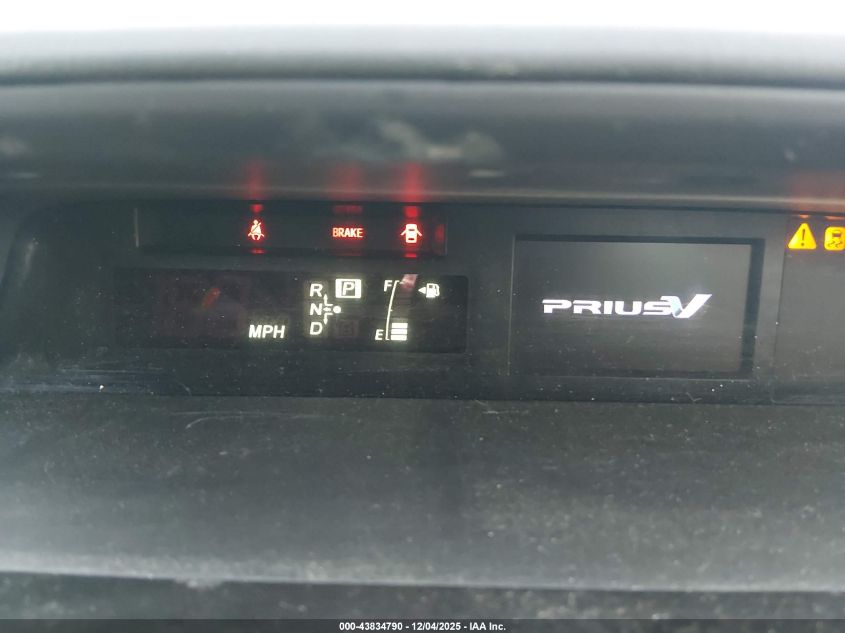 BRAKE
R P
N
D
MPH
F
E
PRIUS V
000-43834790 - 12/04/2025 - IAA Inc.